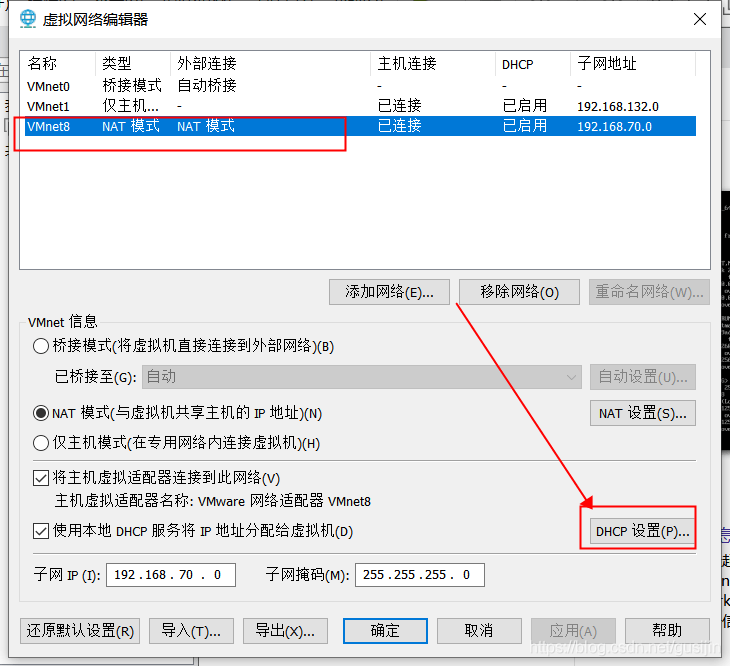 虚拟网络编辑器
名称 类型 外部连接 主机连接 DHCP 子网地址
VMnet0 桥接模式 自动桥接 - - -
VMnet1 仅主机... - 已连接 已启用 192.168.132.0
VMnet8 NAT 模式 NAT 模式 已连接 已启用 192.168.70.0
添加网络(E)... 移除网络(O) 重命名网络(W)...
VMnet 信息
桥接模式(将虚拟机直接连接到外部网络)(B)
已桥接至(G): 自动 自动设置(U)...
NAT 模式(与虚拟机共享主机的 IP 地址)(N) NAT 设置(S)...
仅主机模式(在专用网络内连接虚拟机)(H)
将主机虚拟适配器连接到此网络(V)
主机虚拟适配器名称: VMware 网络适配器 VMnet8
使用本地 DHCP 服务将 IP 地址分配给虚拟机(D) DHCP 设置(P)...
子网 IP (I): 192.168.70.0 子网掩码(M): 255.255.255.0
还原默认设置(R) 导入(T)... 导出(X)... 确定 取消 应用(A) 帮助